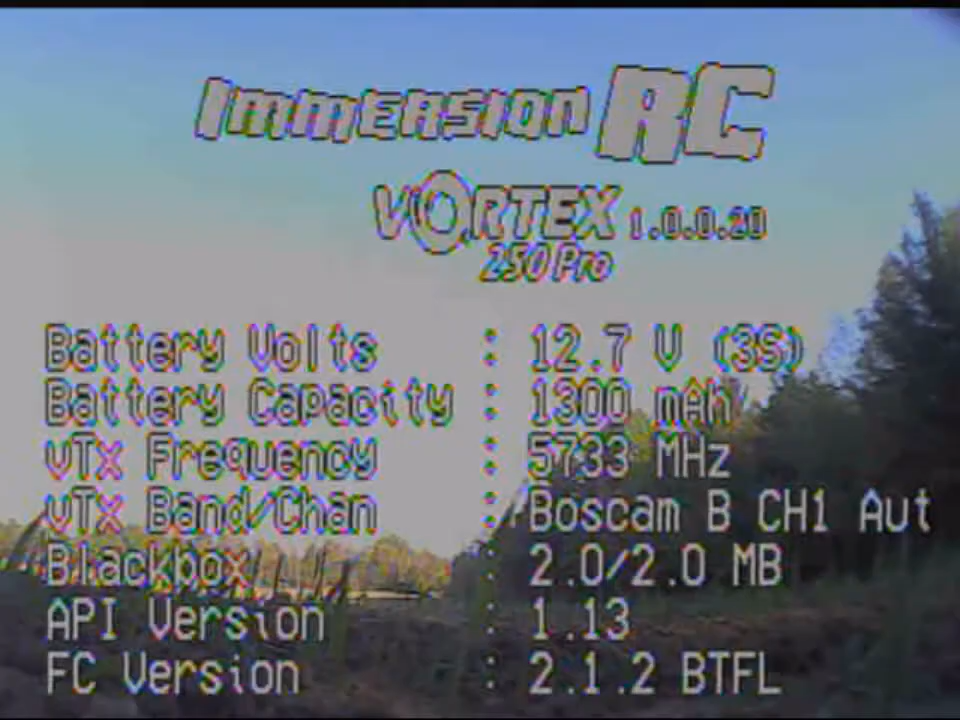 ImmersionRC
VORTEX 1.0.0.20
250 Pro
Battery Volts : 12.7 V (3S)
Battery Capacity : 1300 mAh
vTx Frequency : 5733 MHz
vTx Band/Chan : Boscam B CH1 Aut
Blackbox : 2.0/2.0 MB
API Version : 1.13
FC Version : 2.1.2 BTFL